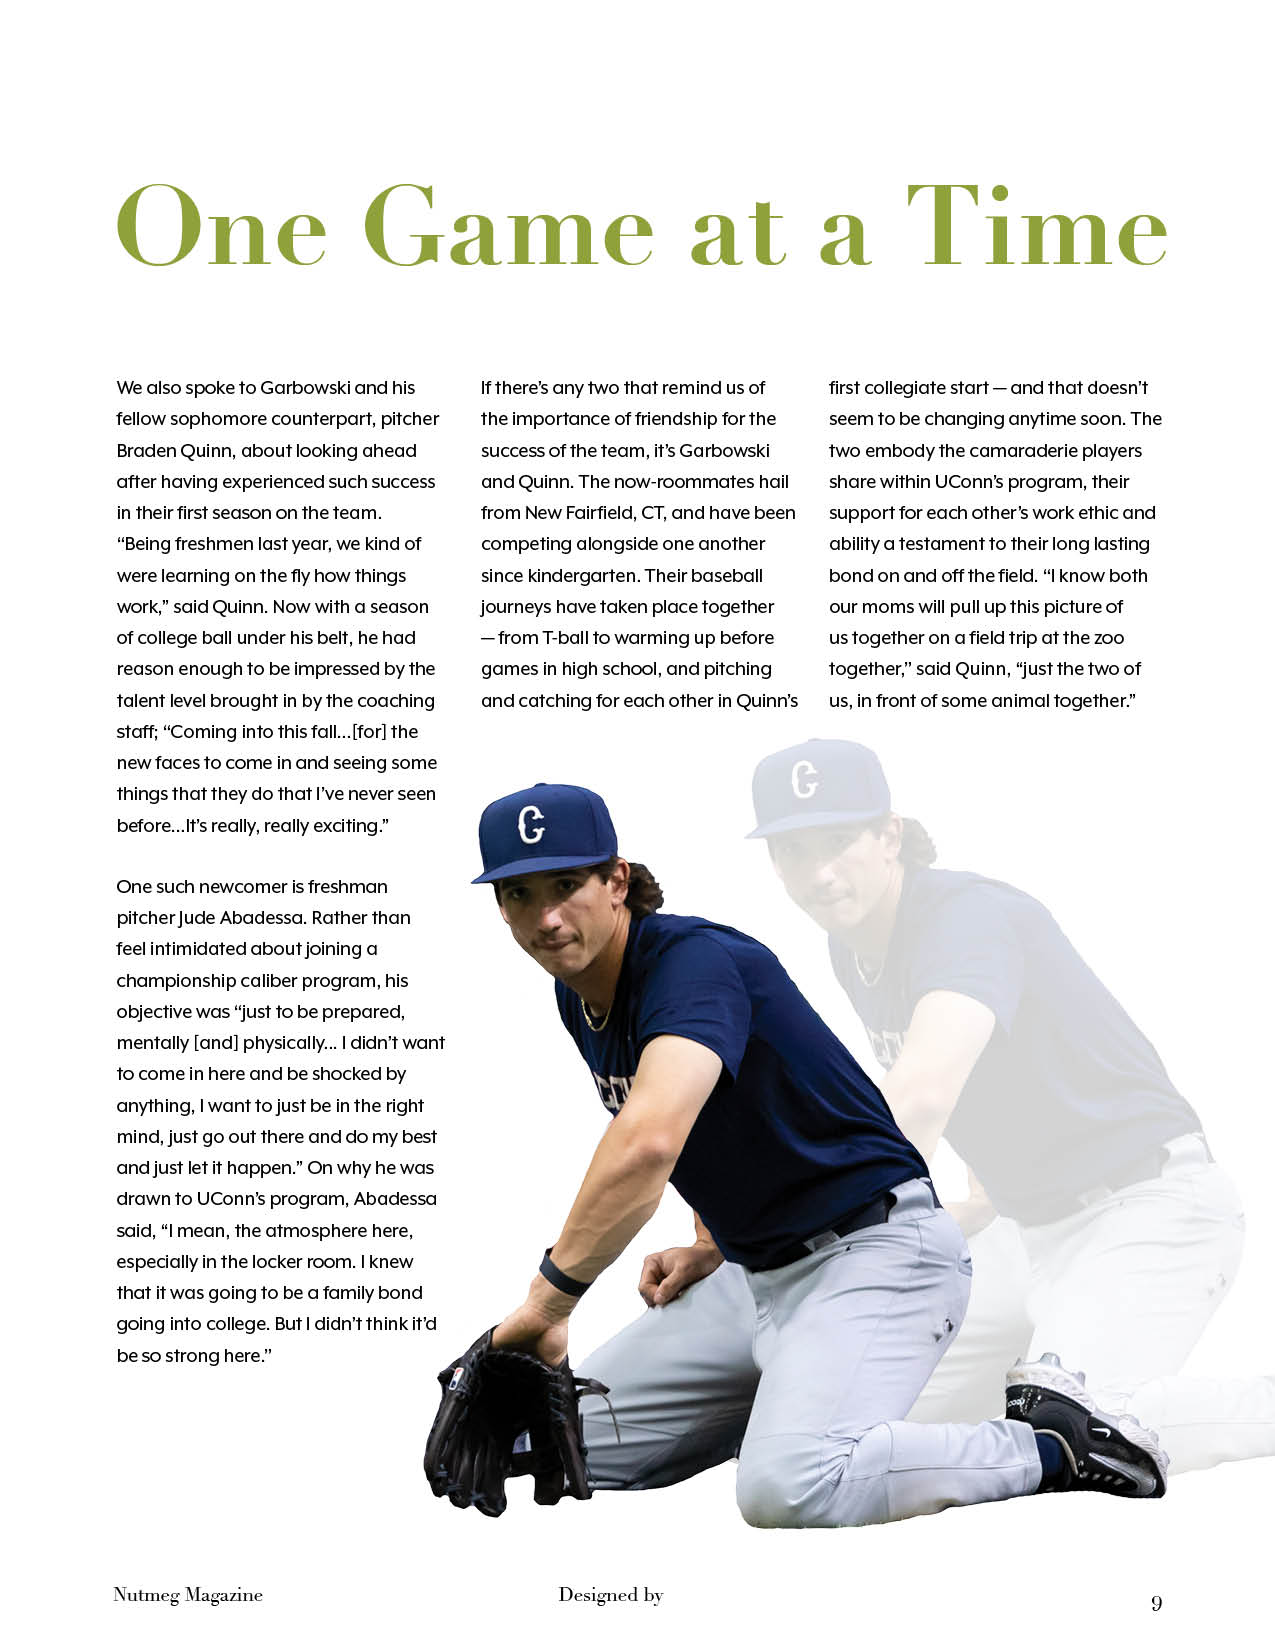 One Game at a Time
We also spoke to Garbowski and his
fellow sophomore counterpart, pitcher
Braden Quinn, about looking ahead
after having experienced such success
in their first season on the team.
“Being freshmen last year, we kind of
were learning on the fly how things
work,” said Quinn. Now with a season
of college ball under his belt, he had
reason enough to be impressed by the
talent level brought in by the coaching
staff; “Coming into this fall...[for] the
new faces to come in and seeing some
things that they do that I’ve never seen
before...It’s really, really exciting.”
One such newcomer is freshman
pitcher Jude Abadessa. Rather than
feel intimidated about joining a
championship caliber program, his
objective was “just to be prepared,
mentally [and] physically... I didn’t want
to come in here and be shocked by
anything, I want to just be in the right
mind, just go out there and do my best
and just let it happen.” On why he was
drawn to UConn’s program, Abadessa
said, “I mean, the atmosphere here,
especially in the locker room. I knew
that it was going to be a family bond
going into college. But I didn’t think it’d
be so strong here.”
If there’s any two that remind us of
the importance of friendship for the
success of the team, it’s Garbowski
and Quinn. The now-roommates hail
from New Fairfield, CT, and have been
competing alongside one another
since kindergarten. Their baseball
journeys have taken place together
— from T-ball to warming up before
games in high school, and pitching
and catching for each other in Quinn’s
first collegiate start — and that doesn’t
seem to be changing anytime soon. The
two embody the camaraderie players
share within UConn’s program, their
support for each other’s work ethic and
ability a testament to their long lasting
bond on and off the field. “I know both
our moms will pull up this picture of
us together on a field trip at the zoo
together,” said Quinn, “just the two of
us, in front of some animal together.”
C
C
Nutmeg Magazine
Designed by
9